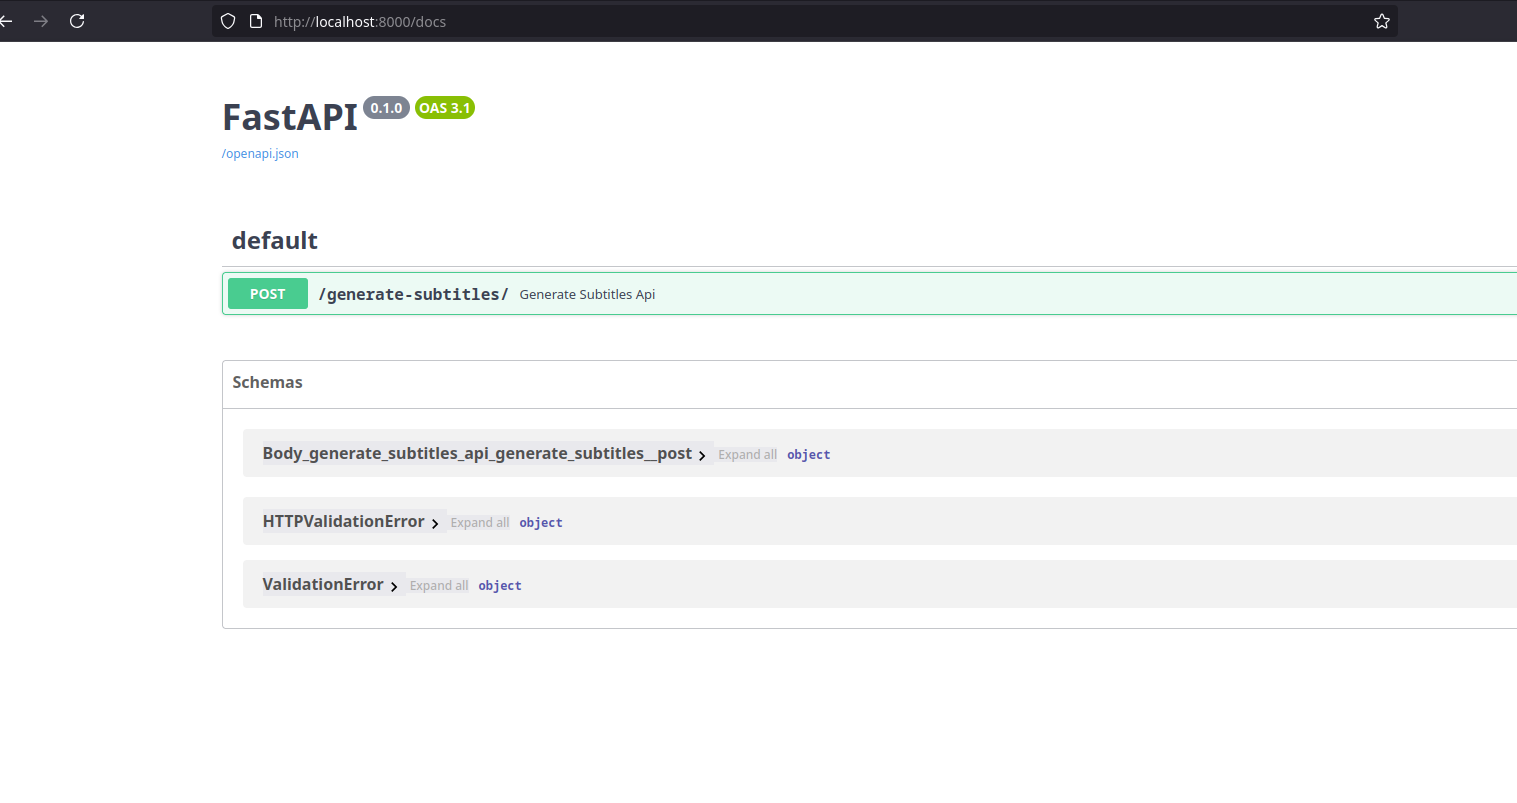 http://localhost:8000/docs
FastAPI 0.1.0 OAS 3.1
/openapi.json
default
POST /generate-subtitles/ Generate Subtitles Api
Schemas
Body_generate_subtitles_api_generate_subtitles__post Expand all object
HTTPValidationError Expand all object
ValidationError Expand all object